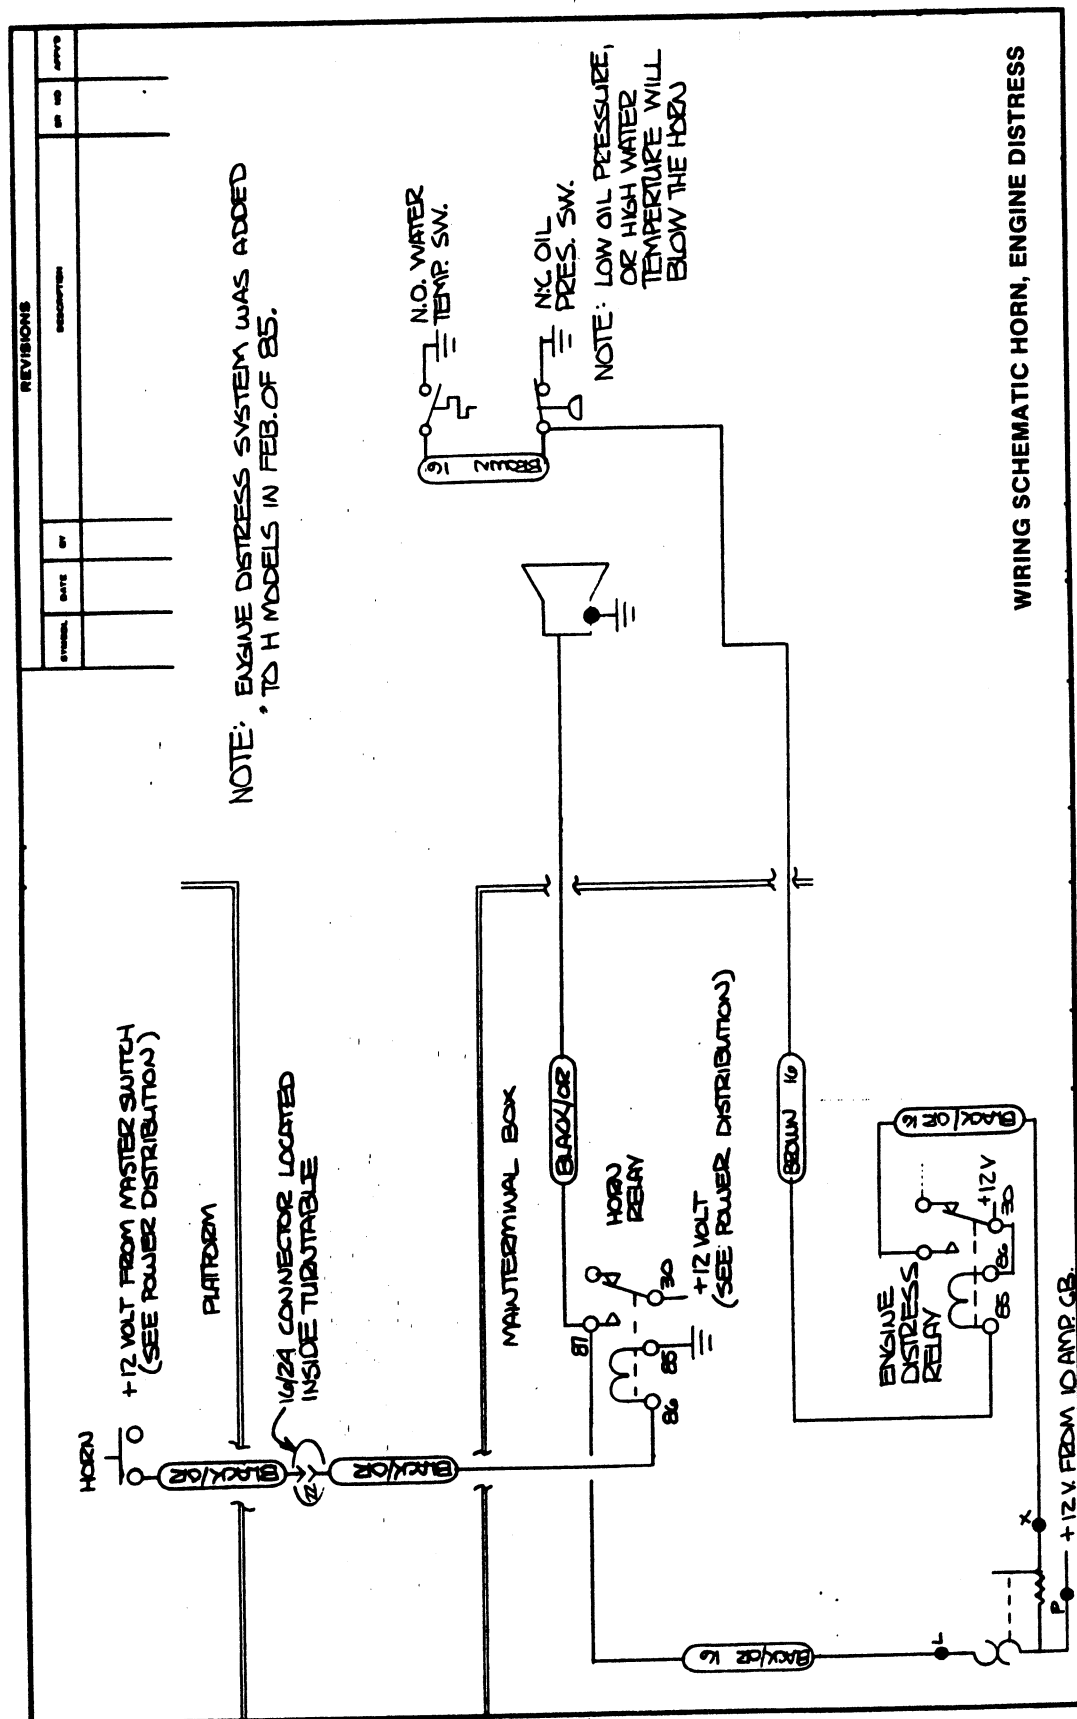 REVISIONS
SYMBOL DATE BY DESCRIPTION SR NO APPV'D
NOTE: ENGINE DISTRESS SYSTEM WAS ADDED
TO H MODELS IN FEB. OF 85.
HORN
+12 VOLT FROM MASTER SWITCH
(SEE POWER DISTRIBUTION)
BLACK/OR
PLATFORM
16/24 CONNECTOR LOCATED
INSIDE TURNTABLE
BLACK/OR
N.O. WATER
TEMP. SW.
BROWN 16
N.C. OIL
PRES. SW.
NOTE: LOW OIL PRESSURE,
OR HIGH WATER
TEMPERTURE WILL
BLOW THE HORN
MAINTERMINAL BOX
BLACK/OR
87
86
85
30
HORN
RELAY
+12 VOLT
(SEE POWER DISTRIBUTION)
BROWN 16
ENGINE
DISTRESS
RELAY
85
86
30
+12V
BLACK/OR 16
BLACK/OR 16
L
X
P
+12 V. FROM 10 AMP. C.B.
WIRING SCHEMATIC HORN, ENGINE DISTRESS